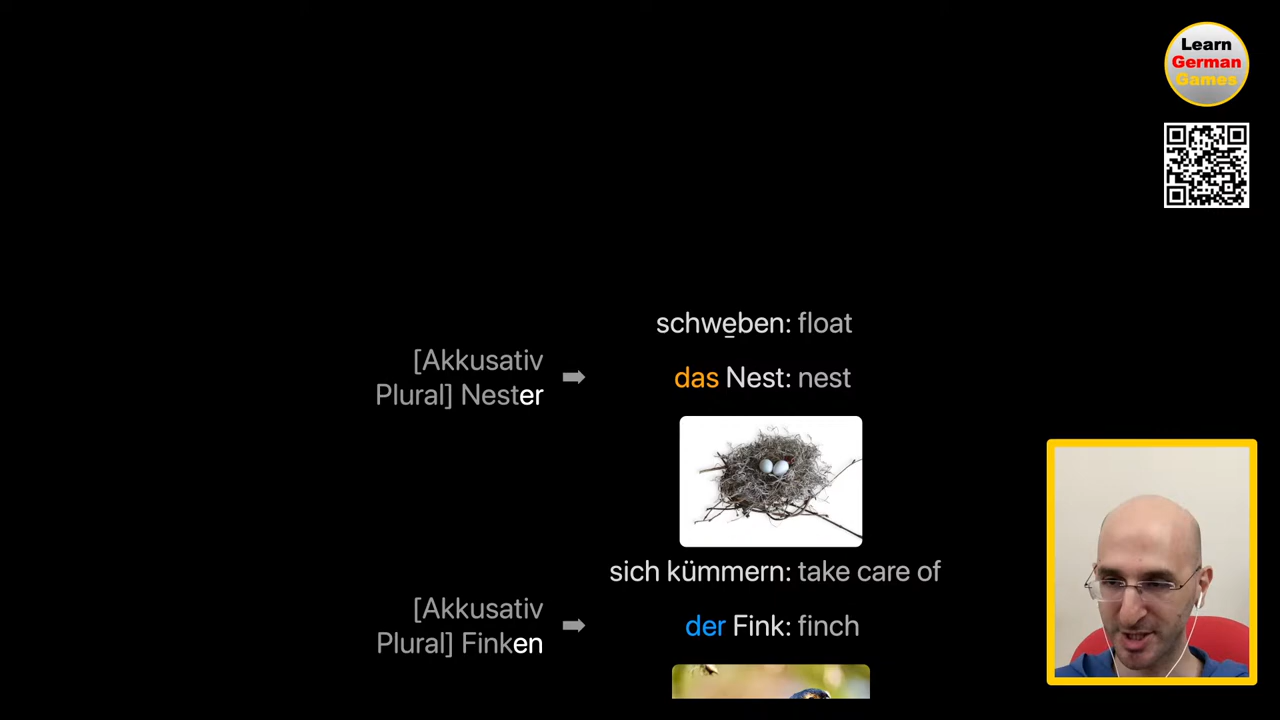 Learn
German
Games
schweben: float
[Akkusativ
Plural] Nester
das Nest: nest
sich kümmern: take care of
[Akkusativ
Plural] Finken
der Fink: finch